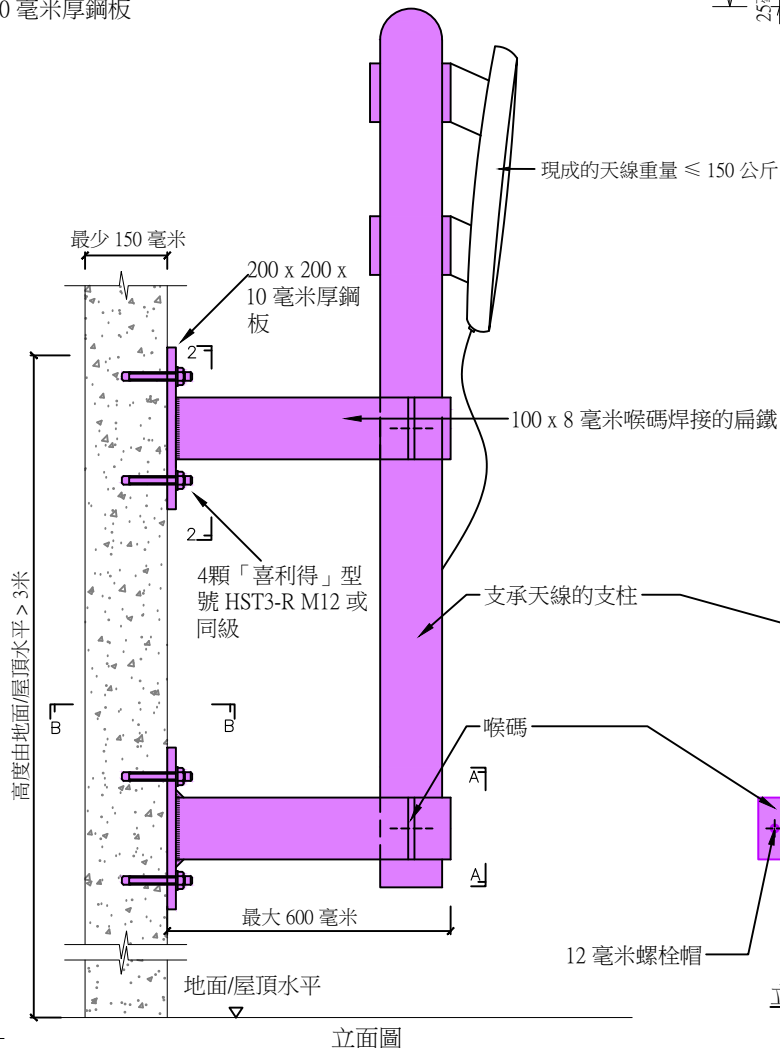 0 毫米厚鋼板
25
現成的天線重量 ≤ 150 公斤
最少 150 毫米
200 x 200 x
10 毫米厚鋼
板
2
100 x 8 毫米喉碼焊接的扁鐵
2
4顆「喜利得」型
號 HST3-R M12 或
同級
支承天線的支柱
高度由地面/屋頂水平 > 3米
B
B
喉碼
A
A
最大 600 毫米
12 毫米螺栓帽
地面/屋頂水平
立面圖